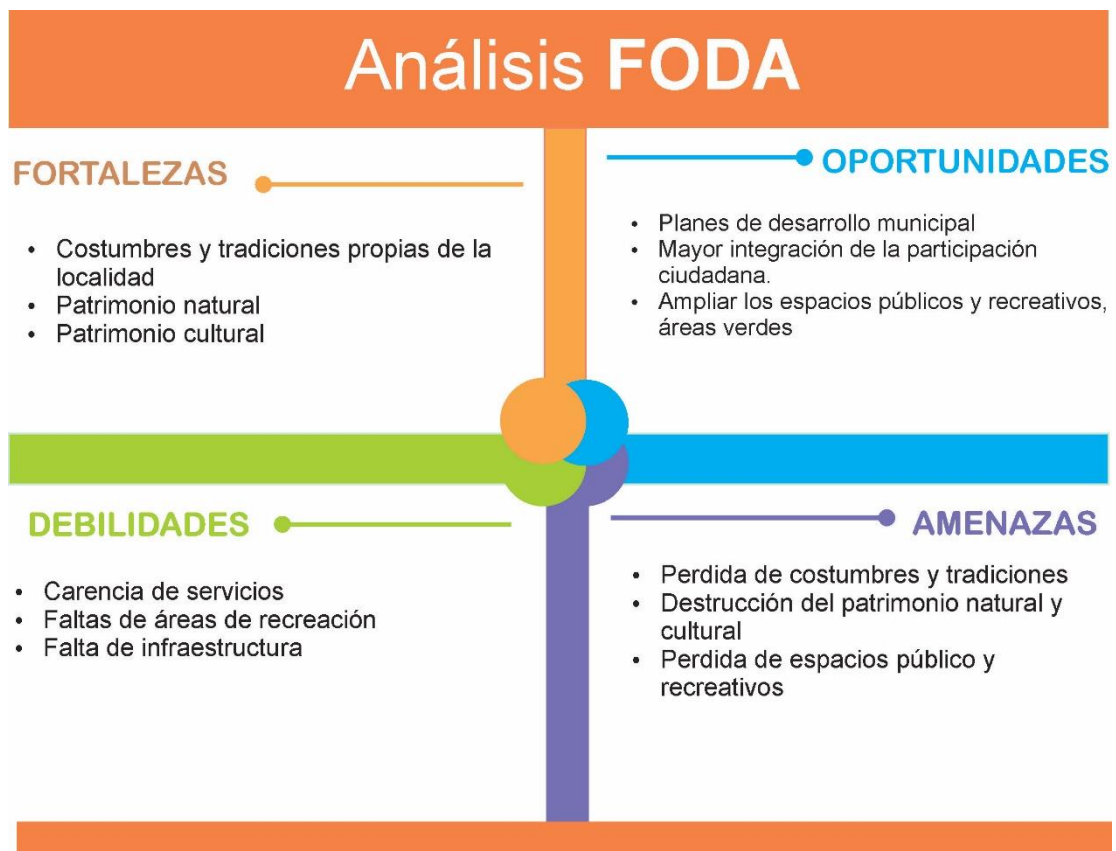 Análisis FODA
FORTALEZAS
• Costumbres y tradiciones propias de la
localidad
• Patrimonio natural
• Patrimonio cultural
OPORTUNIDADES
• Planes de desarrollo municipal
• Mayor integración de la participación
ciudadana.
• Ampliar los espacios públicos y recreativos,
áreas verdes
DEBILIDADES
• Carencia de servicios
• Faltas de áreas de recreación
• Falta de infraestructura
AMENAZAS
• Perdida de costumbres y tradiciones
• Destrucción del patrimonio natural y
cultural
• Perdida de espacios público y
recreativos